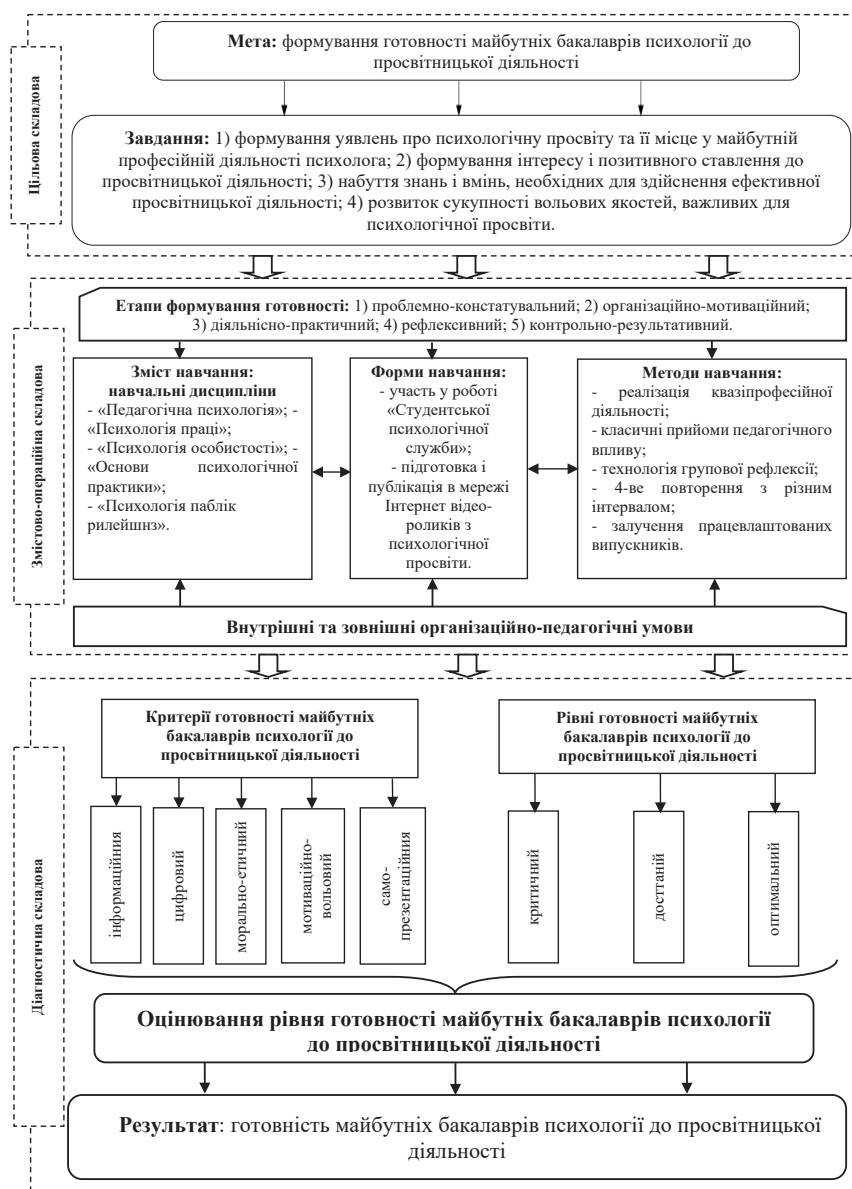 Цільова складова
Мета: формування готовності майбутніх бакалаврів психології до
просвітницької діяльності
Завдання: 1) формування уявлень про психологічну просвіту та її місце у майбутній
професійній діяльності психолога; 2) формування інтересу і позитивного ставлення до
просвітницької діяльності; 3) набуття знань і вмінь, необхідних для здійснення ефективної
просвітницької діяльності; 4) розвиток сукупності вольових якостей, важливих для
психологічної просвіти.
Змістово-операційна складова
Етапи формування готовності: 1) проблемно-констатувальний; 2) організаційно-мотиваційний;
3) діяльнісно-практичний; 4) рефлексивний; 5) контрольно-результативний.
Зміст навчання:
навчальні дисципліни
- «Педагогічна психологія»; -
«Психологія праці»;
- «Психологія особистості»; -
«Основи психологічної
практики»;
- «Психологія паблік
рилейшнз».
Форми навчання:
- участь у роботі
«Студентської
психологічної
служби»;
- підготовка і
публікація в мережі
Інтернет відео-
роликів з
психологічної
просвіти.
Методи навчання:
- реалізація квазіпрофесійної
діяльності;
- класичні прийоми педагогічного
впливу;
- технологія групової рефлексії;
- 4-ве повторення з різним
інтервалом;
- залучення працевлаштованих
випускників.
Внутрішні та зовнішні організаційно-педагогічні умови
Діагностична складова
Критерії готовності майбутніх
бакалаврів психології до
просвітницької діяльності
інформаційния
цифровий
морально-етичний
мотиваційно-
вольовий
само-
презентаційния
Рівні готовності майбутніх
бакалаврів психології до
просвітницької діяльності
критичний
досттаній
оптимальний
Оцінювання рівня готовності майбутніх бакалаврів психології
до просвітницької діяльності
Результат: готовність майбутніх бакалаврів психології до просвітницької
діяльності